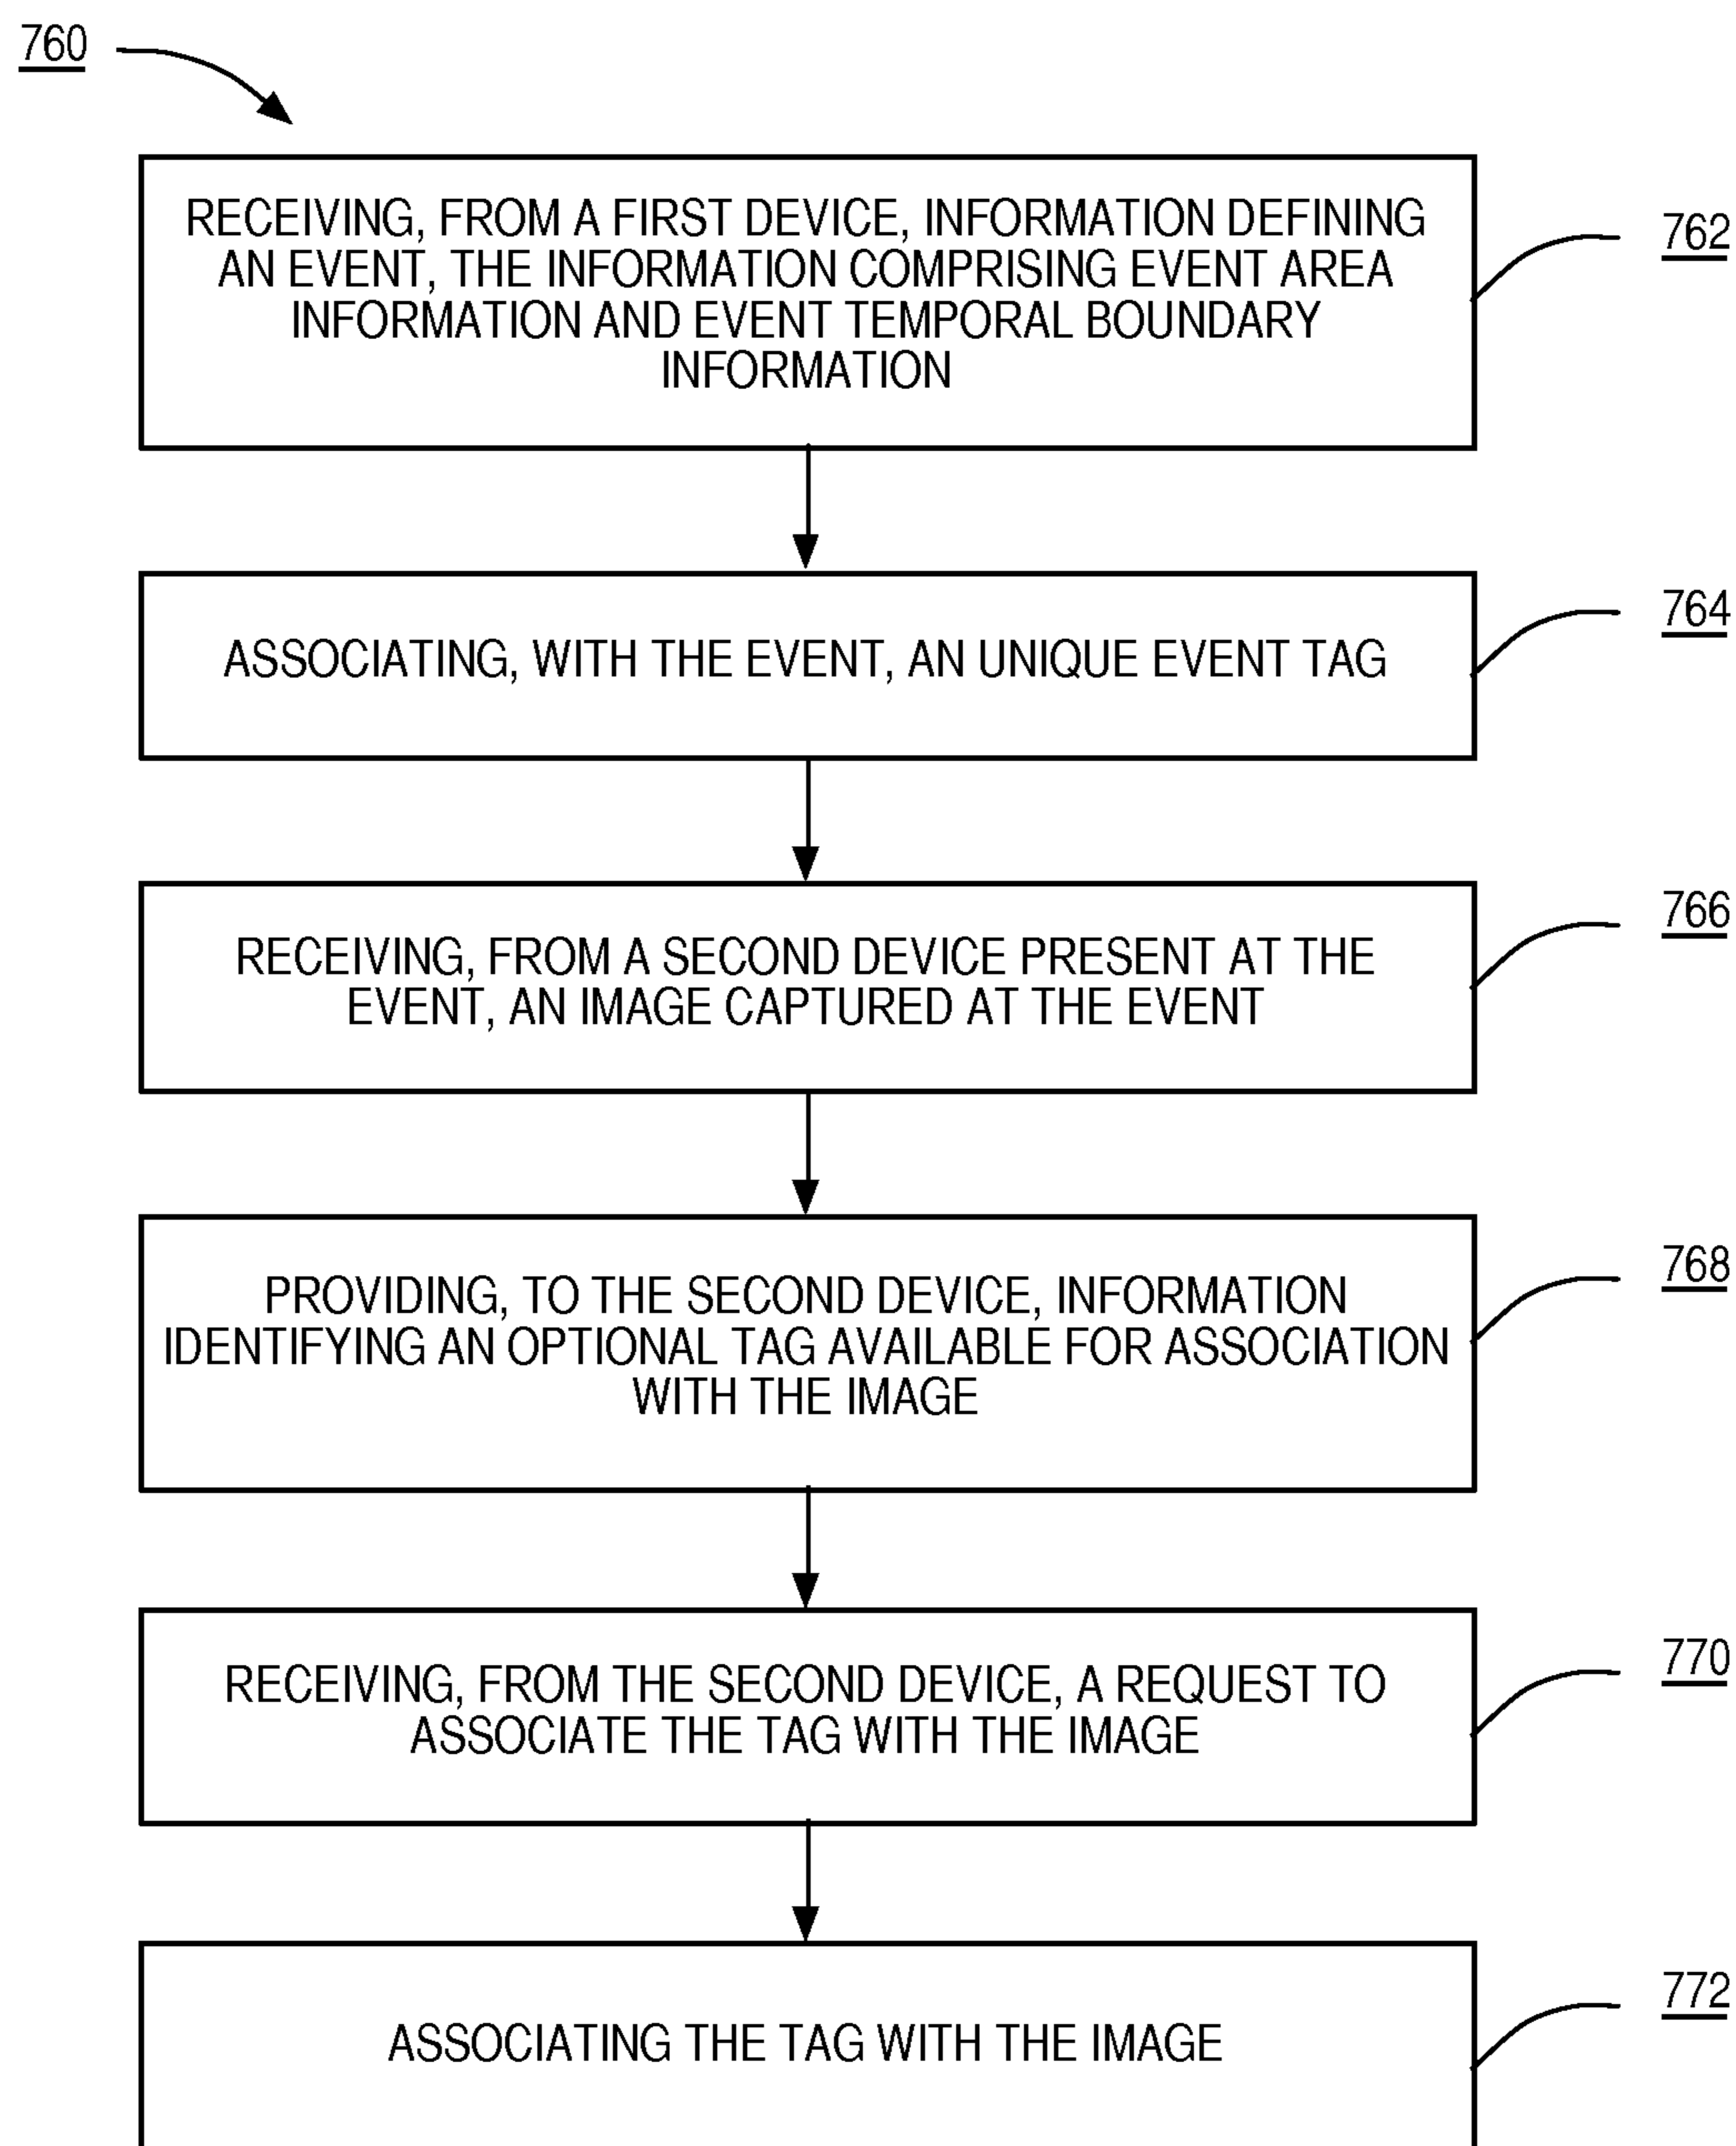 760
RECEIVING, FROM A FIRST DEVICE, INFORMATION DEFINING
AN EVENT, THE INFORMATION COMPRISING EVENT AREA
INFORMATION AND EVENT TEMPORAL BOUNDARY
INFORMATION
762
ASSOCIATING, WITH THE EVENT, AN UNIQUE EVENT TAG
764
RECEIVING, FROM A SECOND DEVICE PRESENT AT THE
EVENT, AN IMAGE CAPTURED AT THE EVENT
766
PROVIDING, TO THE SECOND DEVICE, INFORMATION
IDENTIFYING AN OPTIONAL TAG AVAILABLE FOR ASSOCIATION
WITH THE IMAGE
768
RECEIVING, FROM THE SECOND DEVICE, A REQUEST TO
ASSOCIATE THE TAG WITH THE IMAGE
770
ASSOCIATING THE TAG WITH THE IMAGE
772